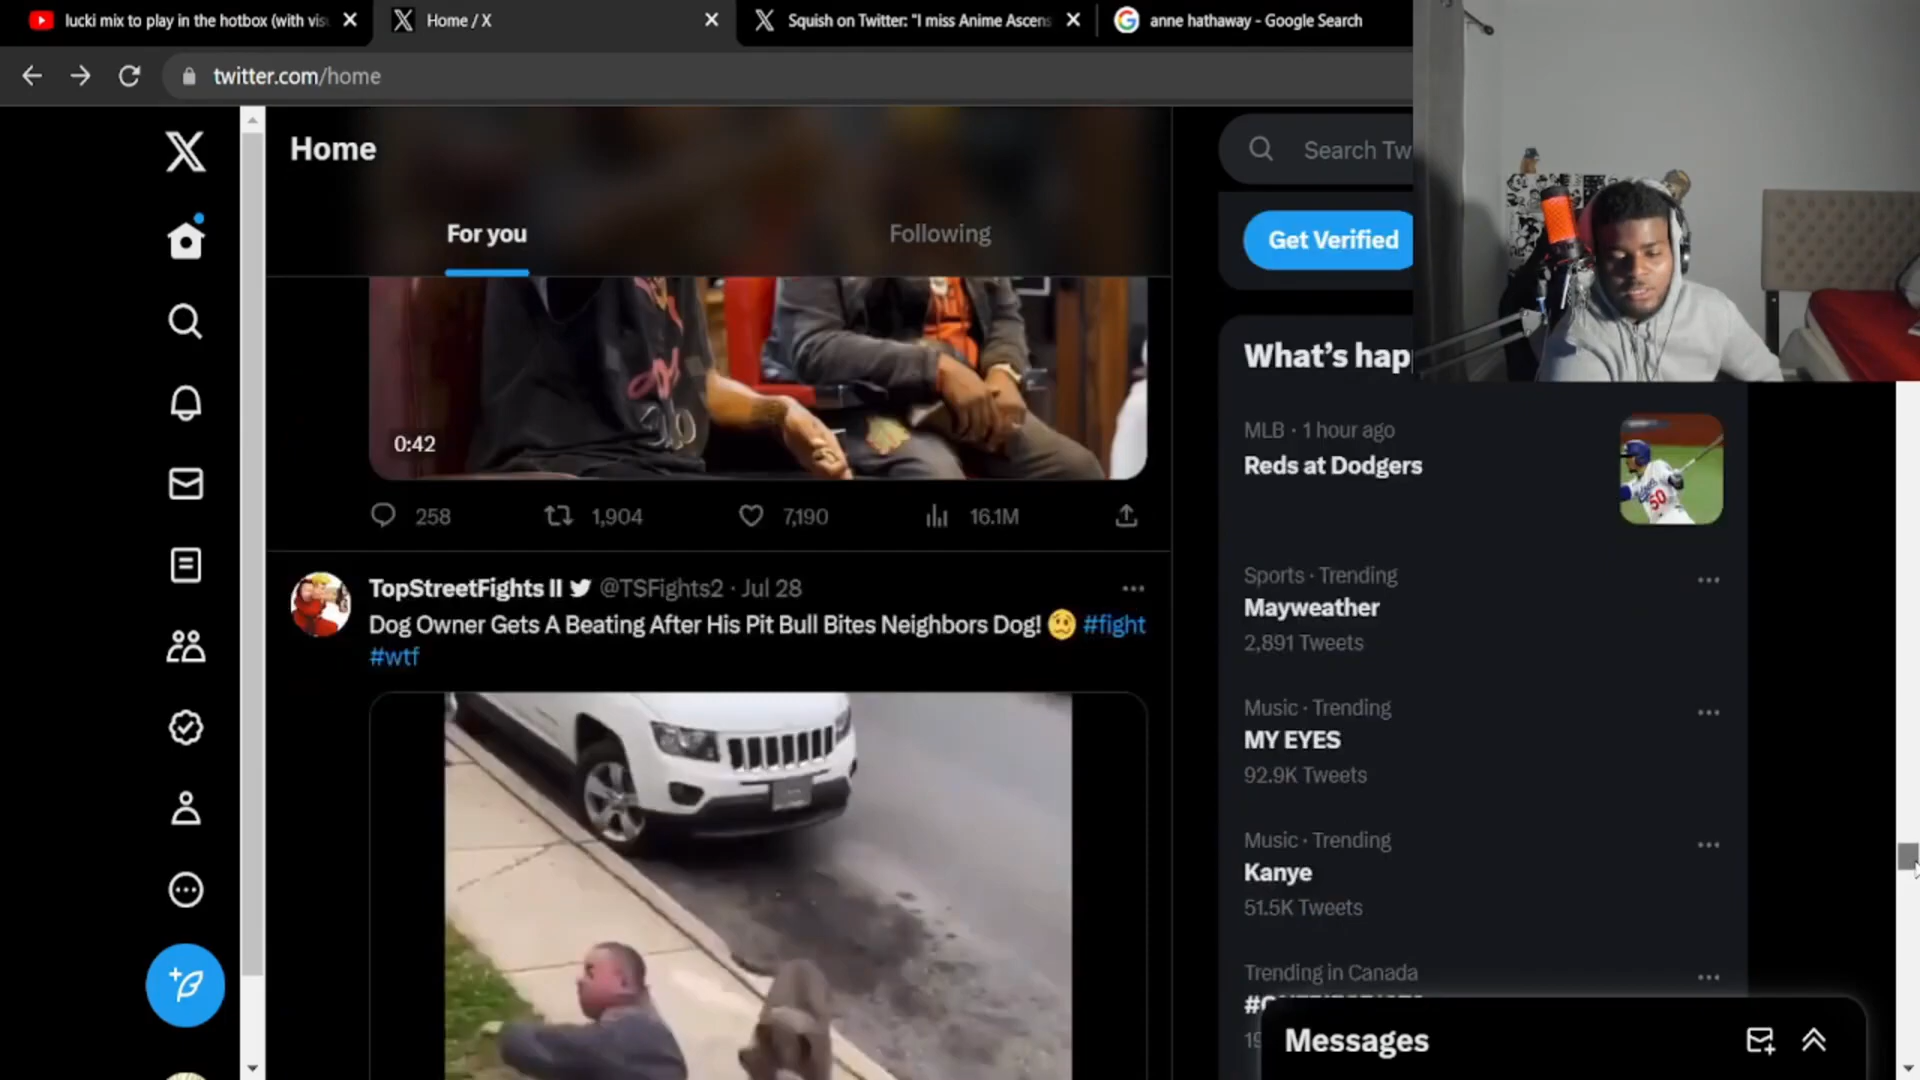 lucki mix to play in the hotbox (with vis
Home / X
Squish on Twitter: "I miss Anime Ascens
anne hathaway - Google Search
twitter.com/home
Home
Search Tw
For you
Following
Get Verified
What's hap
0:42
MLB · 1 hour ago
Reds at Dodgers
50
258
1,904
7,190
16.1M
TopStreetFights II @TSFights2 · Jul 28
Dog Owner Gets A Beating After His Pit Bull Bites Neighbors Dog! #fight
#wtf
Sports · Trending
Mayweather
2,891 Tweets
Music · Trending
MY EYES
92.9K Tweets
Music · Trending
Kanye
51.5K Tweets
Trending in Canada
Messages